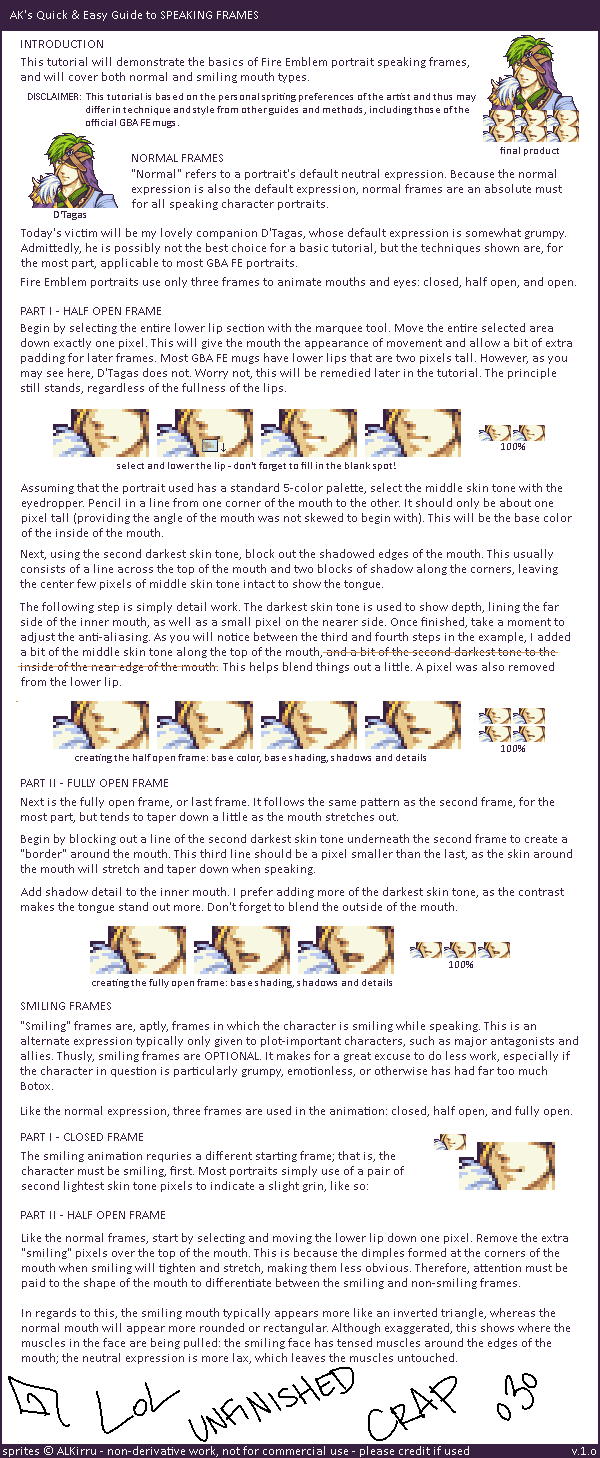 AK's Quick & Easy Guide to SPEAKING FRAMES
INTRODUCTION
This tutorial will demonstrate the basics of Fire Emblem portrait speaking frames,
and will cover both normal and smiling mouth types.
DISCLAIMER: This tutorial is based on the personal spriting preferences of the artist and thus may
differ in technique and style from other guides and methods, including those of the
official GBA FE mugs.
final product
NORMAL FRAMES
"Normal" refers to a portrait's default neutral expression. Because the normal
expression is also the default expression, normal frames are an absolute must
for all speaking character portraits.
D'Tagas
Today's victim will be my lovely companion D'Tagas, whose default expression is somewhat grumpy.
Admittedly, he is possibly not the best choice for a basic tutorial, but the techniques shown are, for
the most part, applicable to most GBA FE portraits.
Fire Emblem portraits use only three frames to animate mouths and eyes: closed, half open, and open.
PART I - HALF OPEN FRAME
Begin by selecting the entire lower lip section with the marquee tool. Move the entire selected area
down exactly one pixel. This will give the mouth the appearance of movement and allow a bit of extra
padding for later frames. Most GBA FE mugs have lower lips that are two pixels tall. However, as you
may see here, D'Tagas does not. Worry not, this will be remedied later in the tutorial. The principle
still stands, regardless of the fullness of the lips.
100%
select and lower the lip - don't forget to fill in the blank spot!
Assuming that the portrait used has a standard 5-color palette, select the middle skin tone with the
eyedropper. Pencil in a line from one corner of the mouth to the other. It should only be about one
pixel tall (providing the angle of the mouth was not skewed to begin with). This will be the base color
of the inside of the mouth.
Next, using the second darkest skin tone, block out the shadowed edges of the mouth. This usually
consists of a line across the top of the mouth and two blocks of shadow along the corners, leaving
the center few pixels of middle skin tone intact to show the tongue.
The following step is simply detail work. The darkest skin tone is used to show depth, lining the far
side of the inner mouth, as well as a small pixel on the nearer side. Once finished, take a moment to
adjust the anti-aliasing. As you will notice between the third and fourth steps in the example, I added
a bit of the middle skin tone along the top of the mouth, and a bit of the second darkest tone to the
inside of the near edge of the mouth. This helps blend things out a little. A pixel was also removed
from the lower lip.
100%
creating the half open frame: base color, base shading, shadows and details
PART II - FULLY OPEN FRAME
Next is the fully open frame, or last frame. It follows the same pattern as the second frame, for the
most part, but tends to taper down a little as the mouth stretches out.
Begin by blocking out a line of the second darkest skin tone underneath the second frame to create a
"border" around the mouth. This third line should be a pixel smaller than the last, as the skin around
the mouth will stretch and taper down when speaking.
Add shadow detail to the inner mouth. I prefer adding more of the darkest skin tone, as the contrast
makes the tongue stand out more. Don't forget to blend the outside of the mouth.
100%
creating the fully open frame: base shading, shadows and details
SMILING FRAMES
"Smiling" frames are, aptly, frames in which the character is smiling while speaking. This is an
alternate expression typically only given to plot-important characters, such as major antagonists and
allies. Thusly, smiling frames are OPTIONAL. It makes for a great excuse to do less work, especially if
the character in question is particularly grumpy, emotionless, or otherwise has had far too much
Botox.
Like the normal expression, three frames are used in the animation: closed, half open, and fully open.
PART I - CLOSED FRAME
The smiling animation requries a different starting frame; that is, the
character must be smiling, first. Most portraits simply use of a pair of
second lightest skin tone pixels to indicate a slight grin, like so:
PART II - HALF OPEN FRAME
Like the normal frames, start by selecting and moving the lower lip down one pixel. Remove the extra
"smiling" pixels over the top of the mouth. This is because the dimples formed at the corners of the
mouth when smiling will tighten and stretch, making them less obvious. Therefore, attention must be
paid to the shape of the mouth to differentiate between the smiling and non-smiling frames.
In regards to this, the smiling mouth typically appears more like an inverted triangle, whereas the
normal mouth will appear more rounded or rectangular. Although exaggerated, this shows where the
muscles in the face are being pulled: the smiling face has tensed muscles around the edges of the
mouth; the neutral expression is more lax, which leaves the muscles untouched.
LOL UNFINISHED CRAP o3o
sprites © ALKirru - non-derivative work, not for commercial use - please credit if used
v.1.o